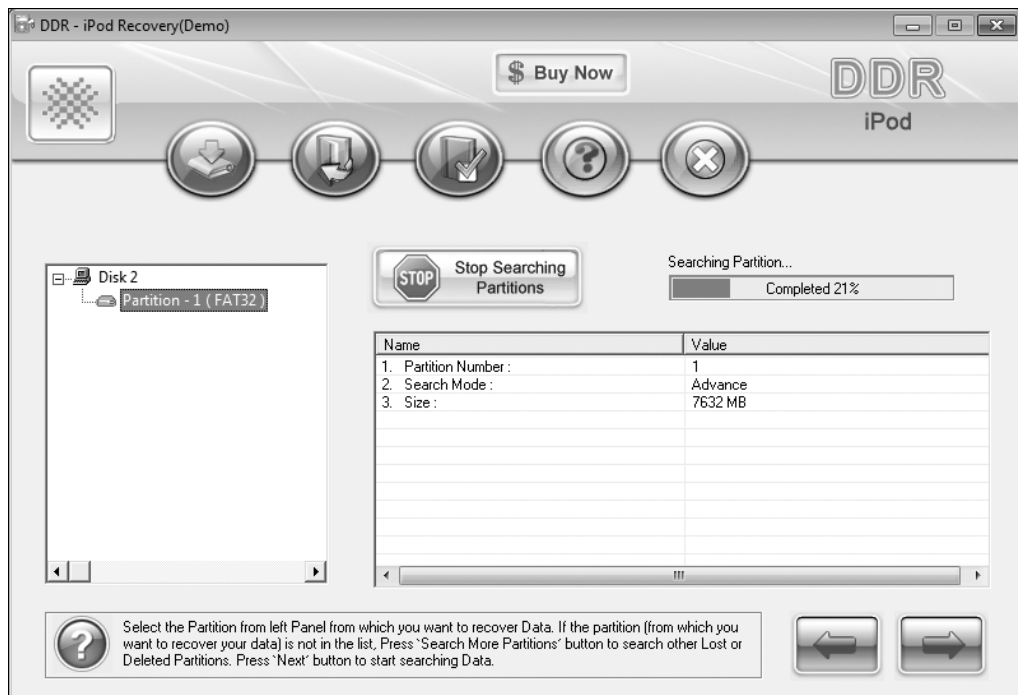 DDR - iPod Recovery(Demo)
$ Buy Now
DDR
iPod
Disk 2
Partition - 1 ( FAT32 )
STOP
Stop Searching
Partitions
Searching Partition...
Completed 21%
Name Value
1. Partition Number : 1
2. Search Mode : Advance
3. Size : 7632 MB
Select the Partition from left Panel from which you want to recover Data. If the partition (from which you
want to recover your data) is not in the list, Press `Search More Partitions´ button to search other Lost or
Deleted Partitions. Press `Next´ button to start searching Data.